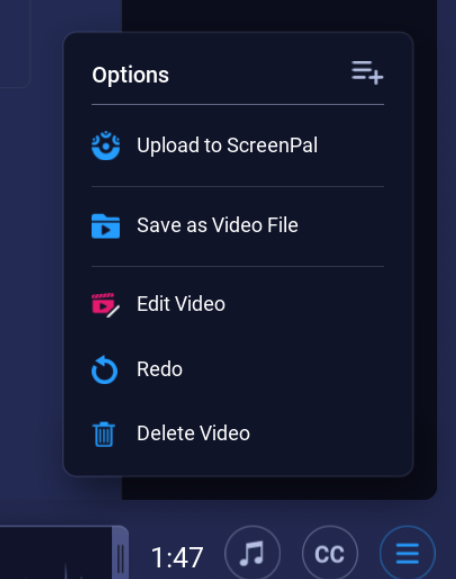 Options
Upload to ScreenPal
Save as Video File
Edit Video
Redo
Delete Video
1:47
CC